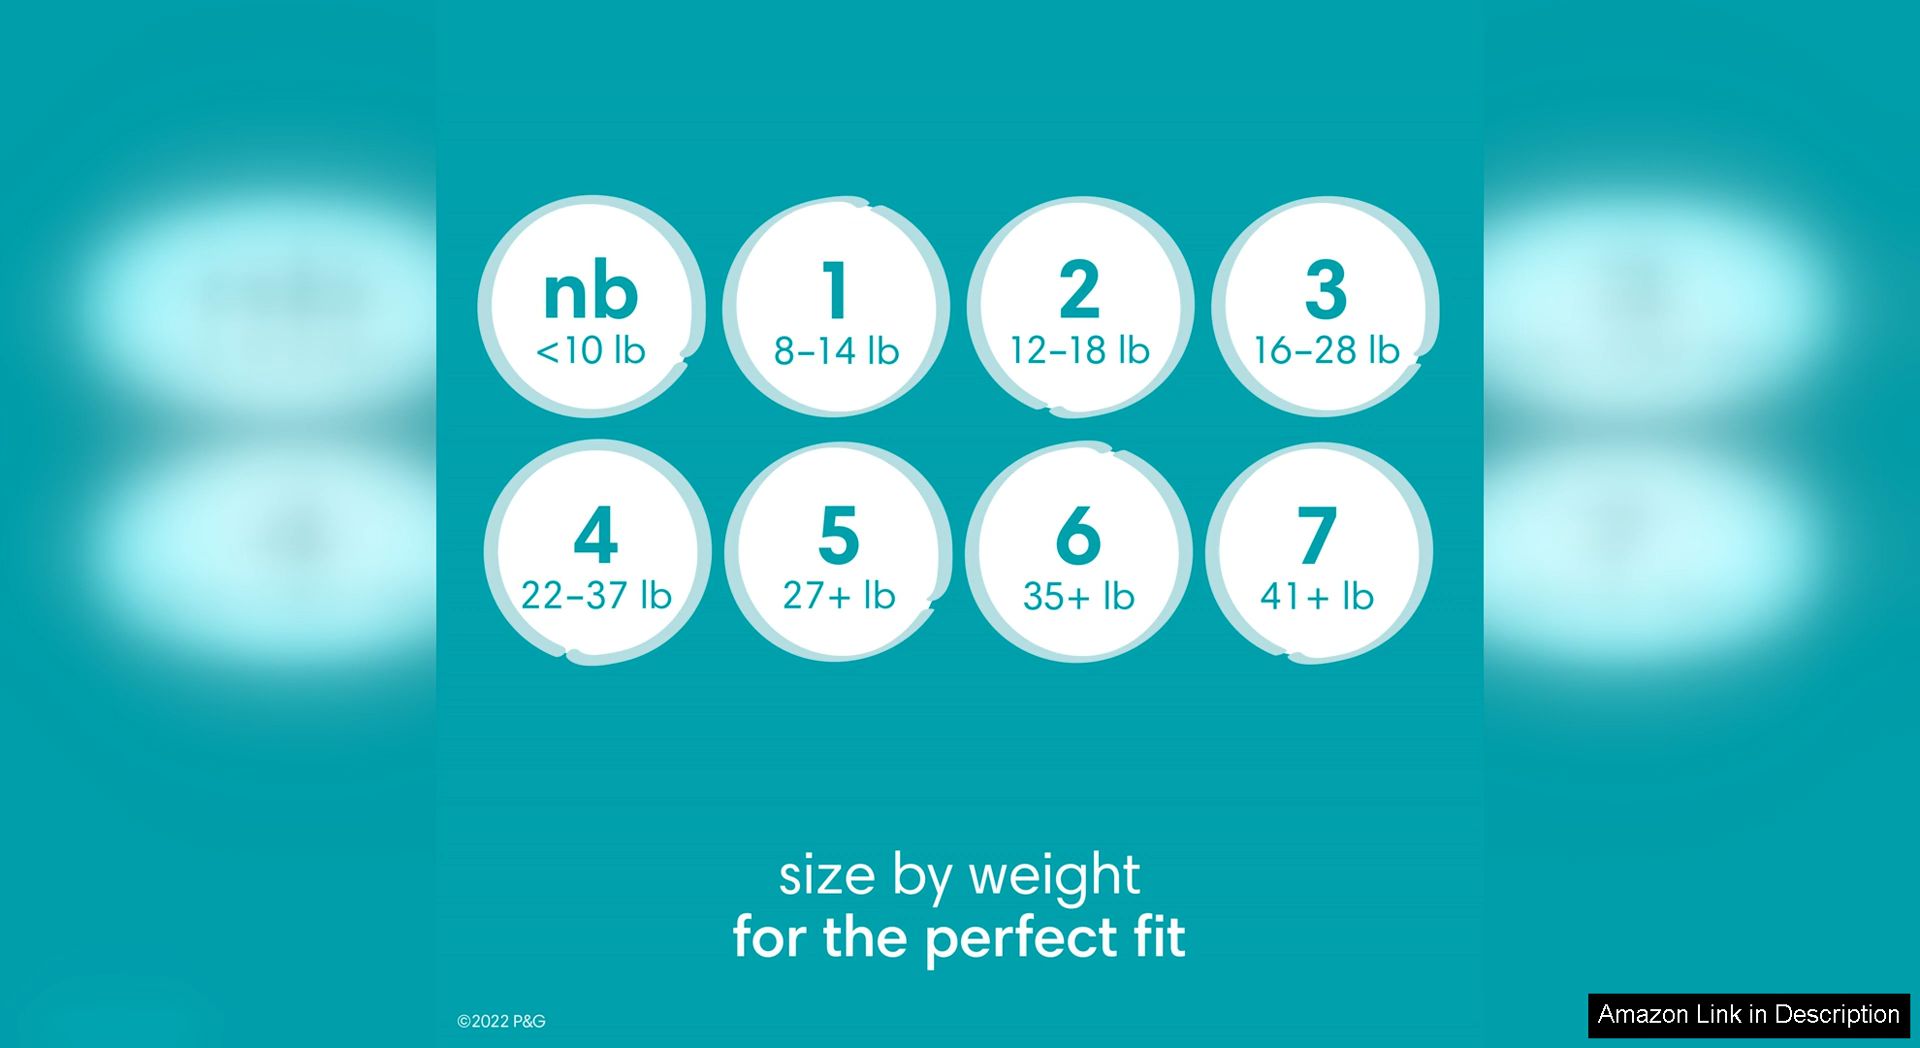 nb
<10 lb
1
8–14 lb
2
12–18 lb
3
16–28 lb
4
22–37 lb
5
27+ lb
6
35+ lb
7
41+ lb
size by weight
for the perfect fit
©2022 P&G
Amazon Link in Description